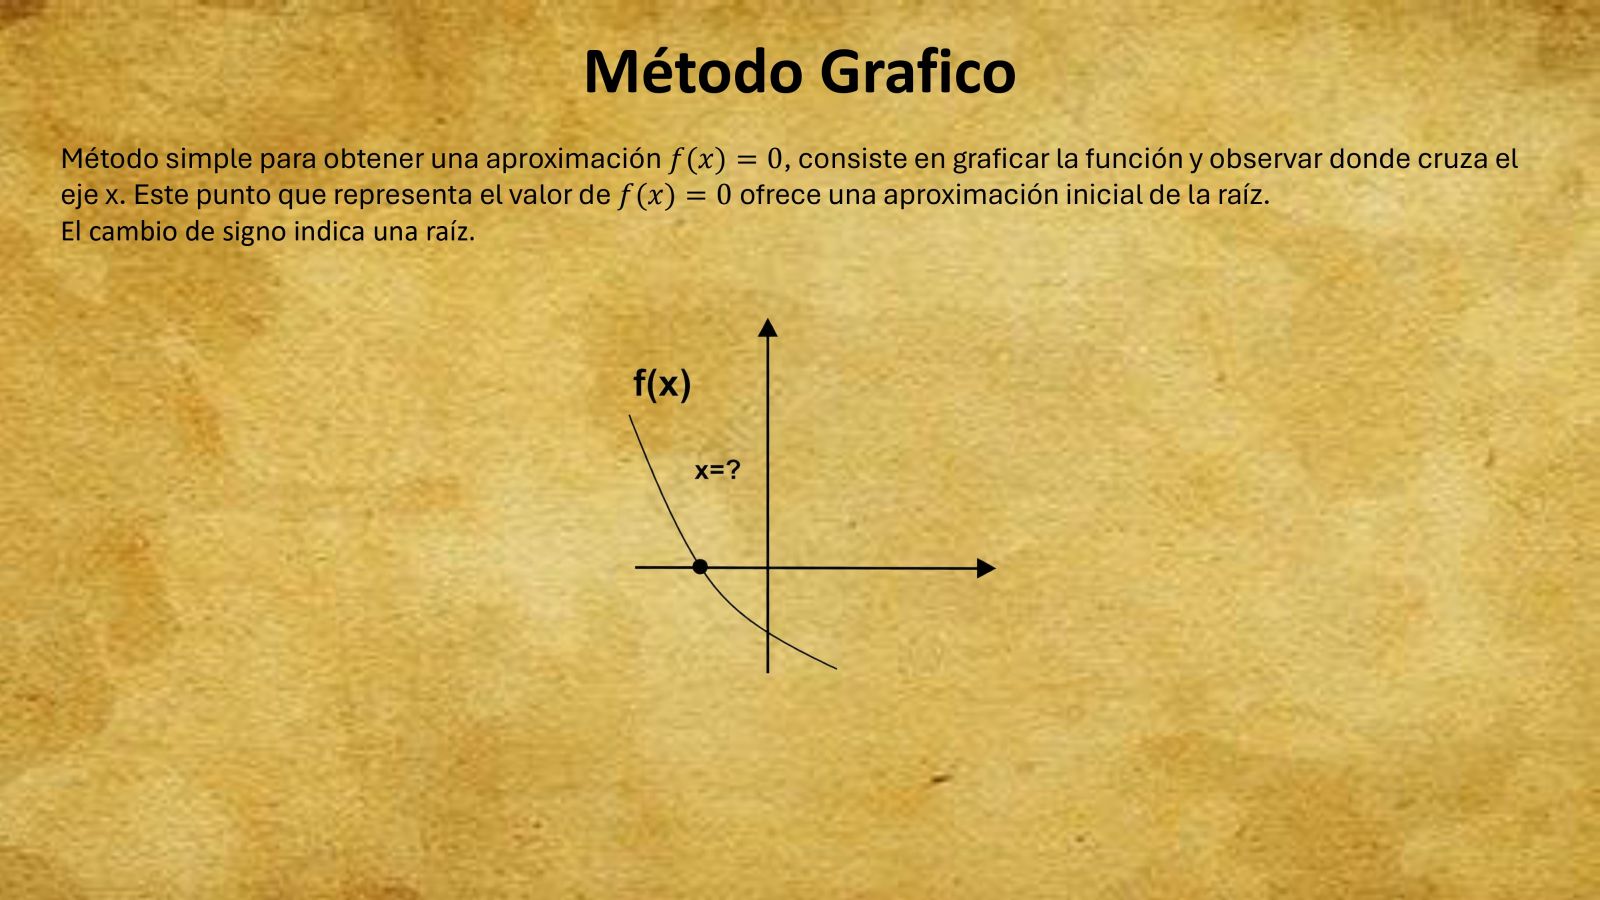 Método Grafico
Método simple para obtener una aproximación f(x) = 0, consiste en graficar la función y observar donde cruza el
eje x. Este punto que representa el valor de f(x) = 0 ofrece una aproximación inicial de la raíz.
El cambio de signo indica una raíz.
f(x)
x=?